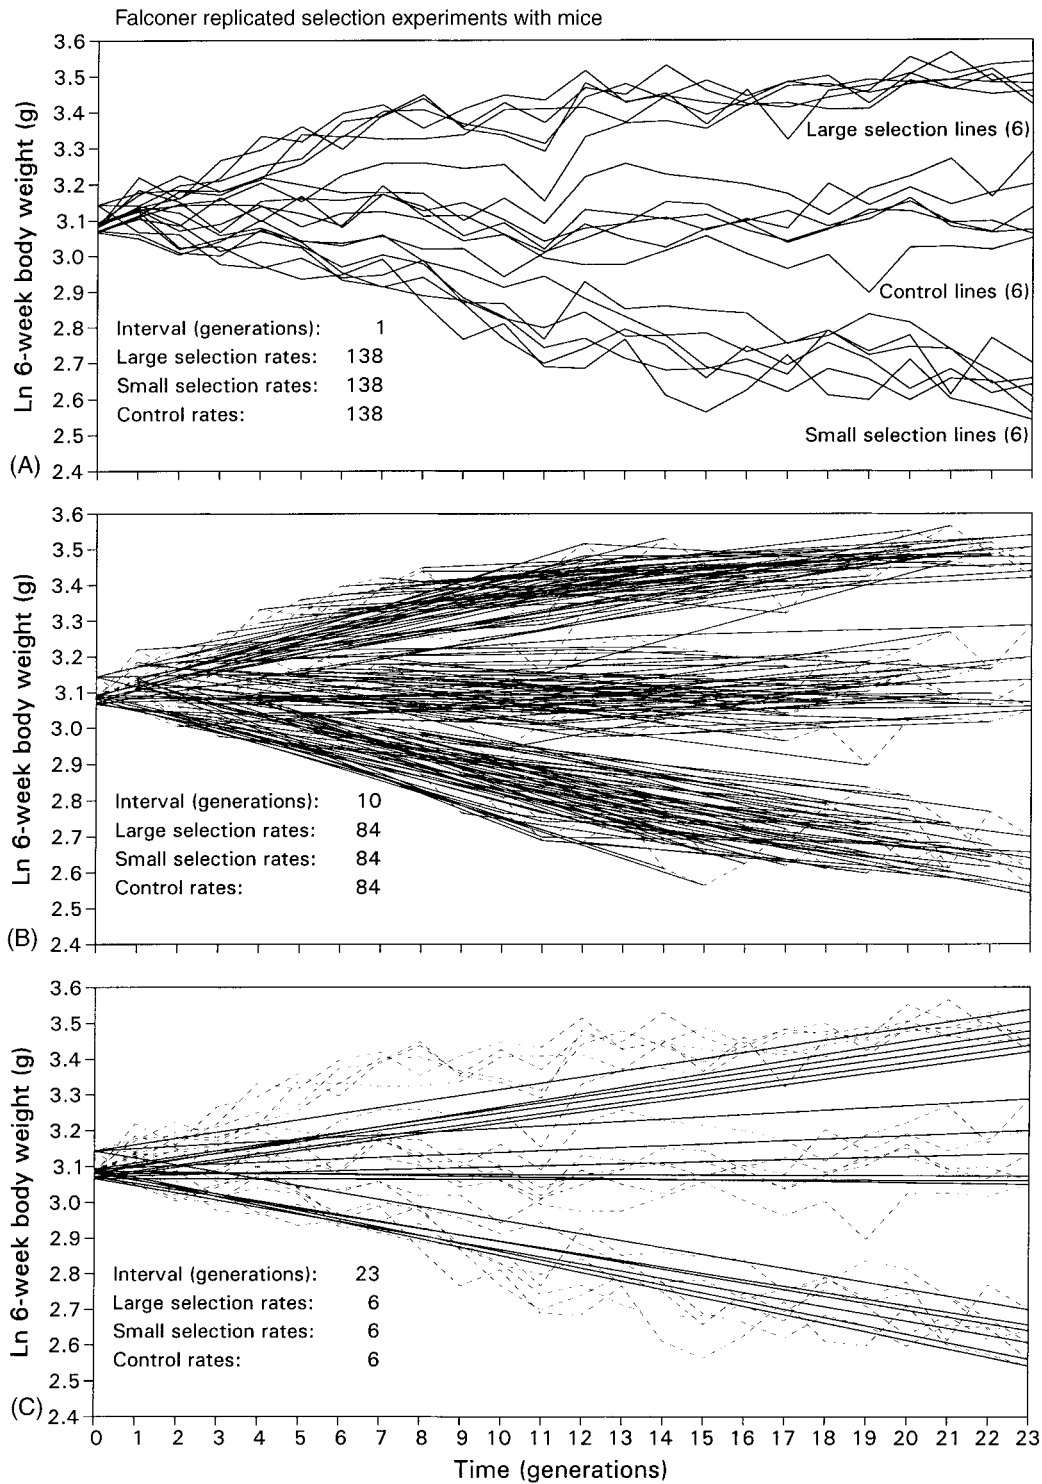 Falconer replicated selection experiments with mice
3.6
3.5
3.4
3.3
3.2
3.1
3.0
2.9
2.8
2.7
2.6
2.5
2.4
Ln 6-week body weight (g)
Large selection lines (6)
Control lines (6)
Small selection lines (6)
Interval (generations): 1
Large selection rates: 138
Small selection rates: 138
Control rates: 138
(A)
3.6
3.5
3.4
3.3
3.2
3.1
3.0
2.9
2.8
2.7
2.6
2.5
2.4
Ln 6-week body weight (g)
Interval (generations): 10
Large selection rates: 84
Small selection rates: 84
Control rates: 84
(B)
3.6
3.5
3.4
3.3
3.2
3.1
3.0
2.9
2.8
2.7
2.6
2.5
2.4
Ln 6-week body weight (g)
Interval (generations): 23
Large selection rates: 6
Small selection rates: 6
Control rates: 6
(C)
0 1 2 3 4 5 6 7 8 9 10 11 12 13 14 15 16 17 18 19 20 21 22 23
Time (generations)